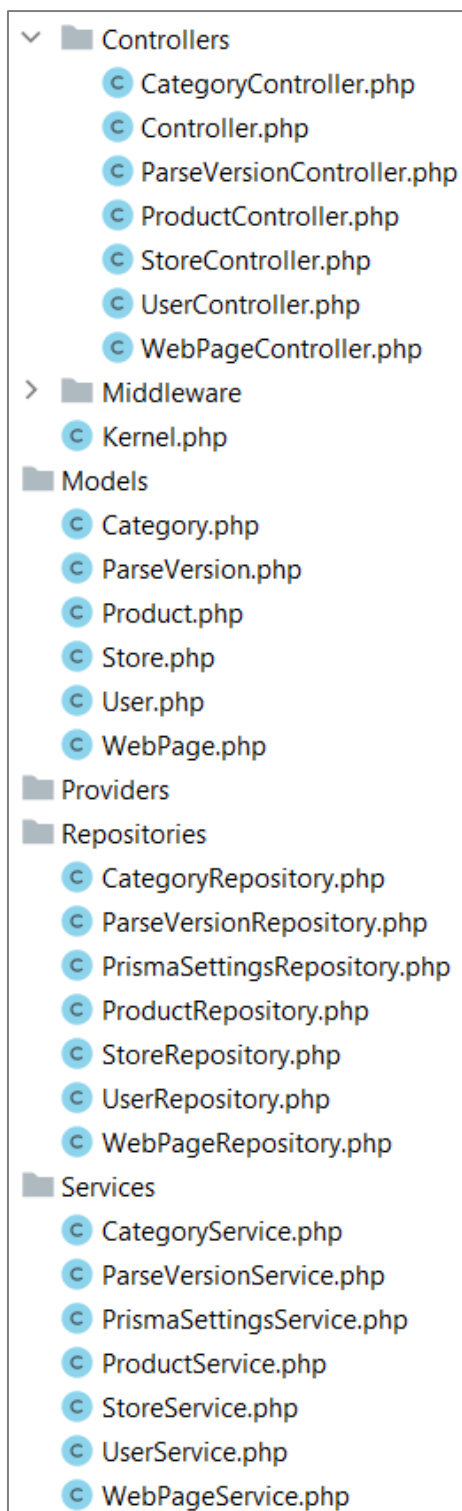 Controllers
CategoryController.php
Controller.php
ParseVersionController.php
ProductController.php
StoreController.php
UserController.php
WebPageController.php
Middleware
Kernel.php
Models
Category.php
ParseVersion.php
Product.php
Store.php
User.php
WebPage.php
Providers
Repositories
CategoryRepository.php
ParseVersionRepository.php
PrismaSettingsRepository.php
ProductRepository.php
StoreRepository.php
UserRepository.php
WebPageRepository.php
Services
CategoryService.php
ParseVersionService.php
PrismaSettingsService.php
ProductService.php
StoreService.php
UserService.php
WebPageService.php